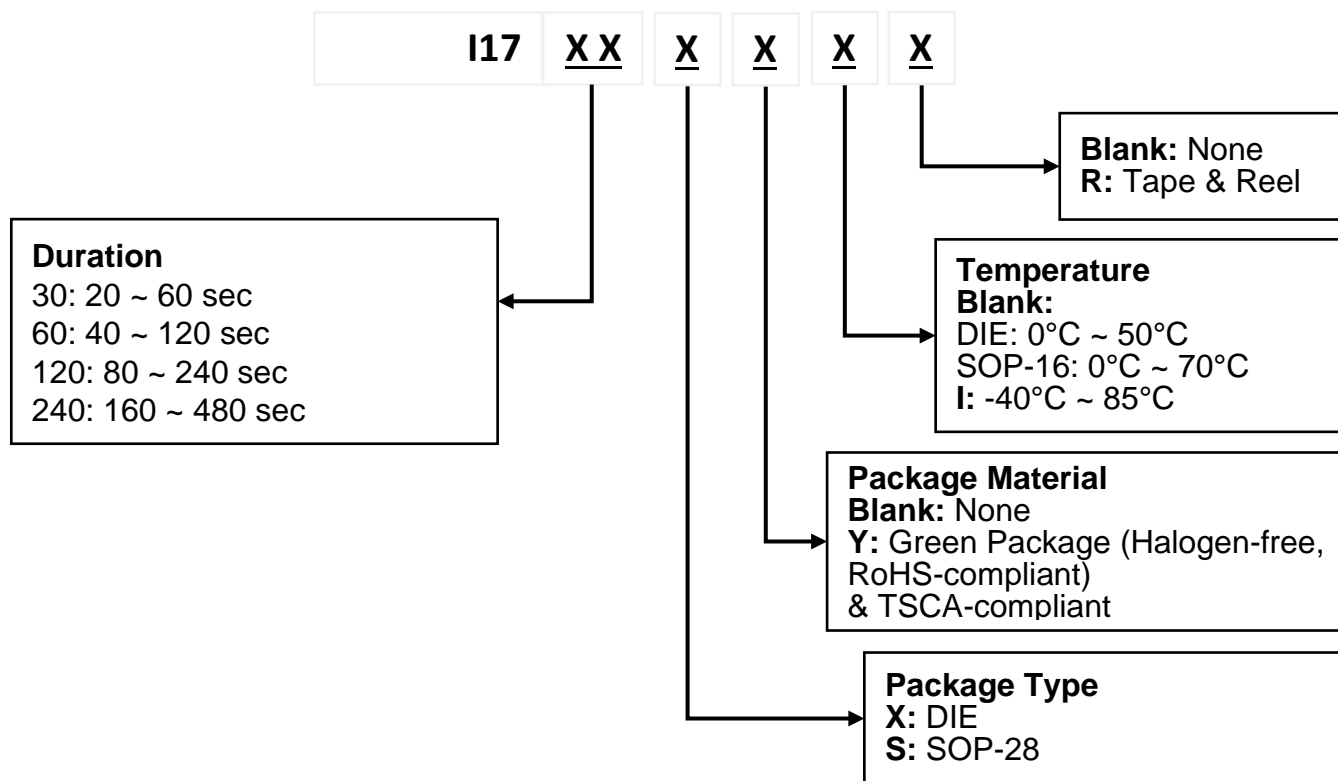 I17 X X X X X X
Blank: None
R: Tape & Reel
Duration
30: 20 ~ 60 sec
60: 40 ~ 120 sec
120: 80 ~ 240 sec
240: 160 ~ 480 sec
Temperature
Blank:
DIE: 0°C ~ 50°C
SOP-16: 0°C ~ 70°C
I: -40°C ~ 85°C
Package Material
Blank: None
Y: Green Package (Halogen-free,
RoHS-compliant)
& TSCA-compliant
Package Type
X: DIE
S: SOP-28